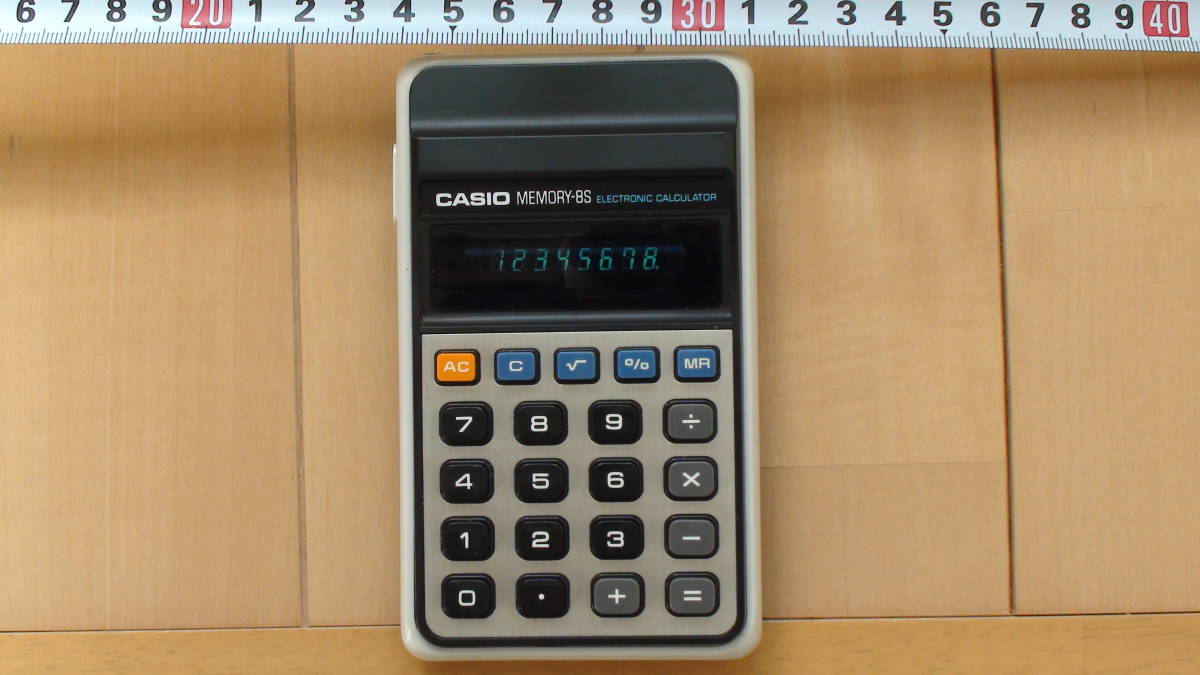 6 7 8 9 20 1 2 3 4 5 6 7 8 9 30 1 2 3 4 5 6 7 8 9 40
CASIO MEMORY-8S ELECTRONIC CALCULATOR
12345678.
AC C √ % MR
7 8 9 ÷
4 5 6 ×
1 2 3 −
0 · + =